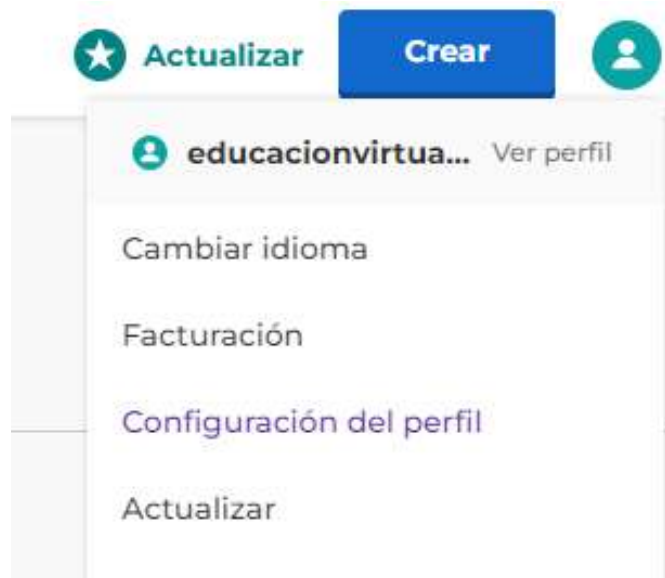 Actualizar Crear
educacionvirtua... Ver perfil
Cambiar idioma
Facturación
Configuración del perfil
Actualizar